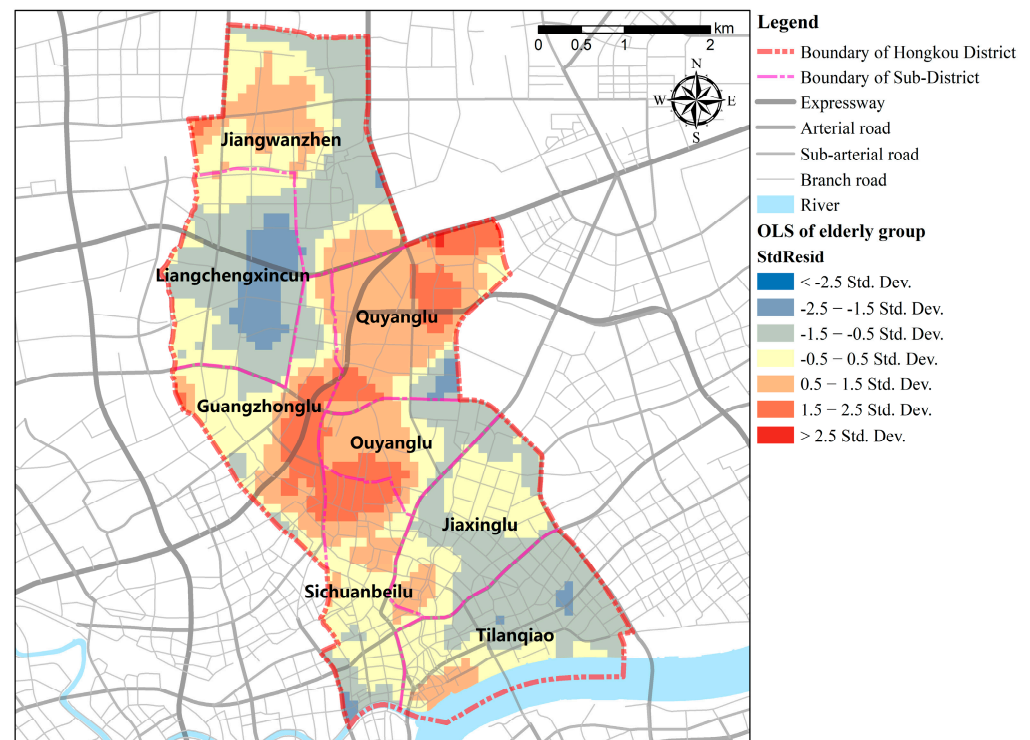 km
0 0.5 1 2
N
W E
S
Jiangwanzhen
Liangchengxincun
Quyanglu
Guangzhonglu
Ouyanglu
Jiaxinglu
Sichuanbeilu
Tilanqiao
Legend
Boundary of Hongkou District
Boundary of Sub-District
Expressway
Arterial road
Sub-arterial road
Branch road
River
OLS of elderly group
StdResid
< -2.5 Std. Dev.
-2.5 – -1.5 Std. Dev.
-1.5 – -0.5 Std. Dev.
-0.5 – 0.5 Std. Dev.
0.5 – 1.5 Std. Dev.
1.5 – 2.5 Std. Dev.
> 2.5 Std. Dev.